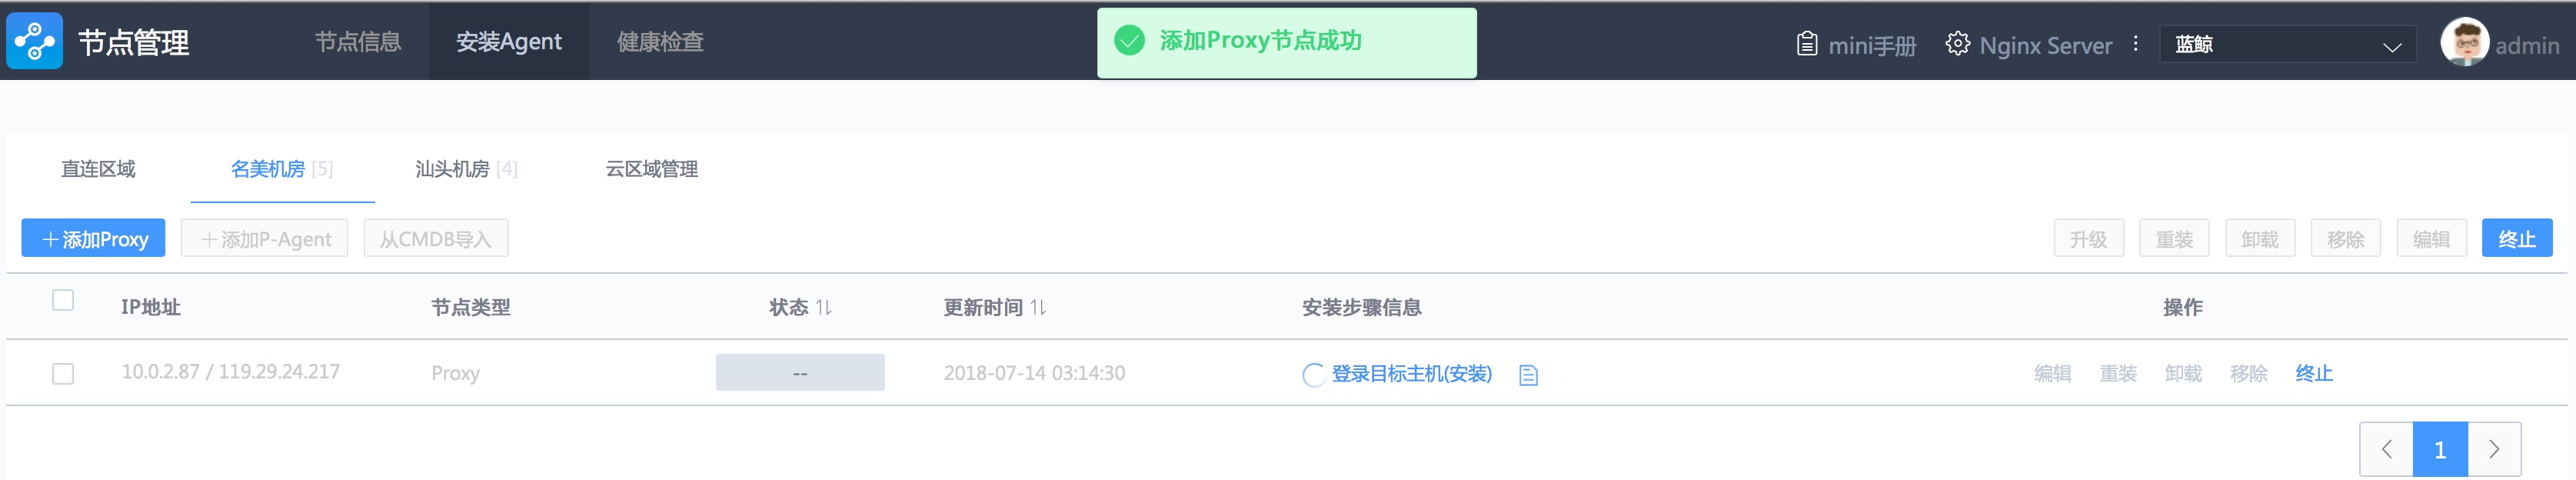 节点管理 节点信息 安装Agent 健康检查 添加Proxy节点成功 mini手册 Nginx Server 蓝鲸 admin
直连区域 名美机房 [5] 汕头机房 [4] 云区域管理
+添加Proxy +添加P-Agent 从CMDB导入 升级 重装 卸载 移除 编辑 终止
IP地址 节点类型 状态 更新时间 安装步骤信息 操作
10.0.2.87 / 119.29.24.217 Proxy -- 2018-07-14 03:14:30 登录目标主机(安装) 编辑 重装 卸载 移除 终止
1